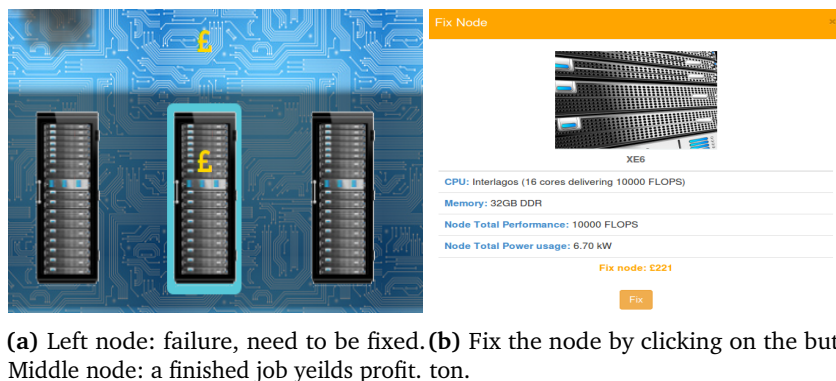 £
£
Fix Node ×
XE6
CPU: Interlagos (16 cores delivering 10000 FLOPS)
Memory: 32GB DDR
Node Total Performance: 10000 FLOPS
Node Total Power usage: 6.70 kW
Fix node: £221
Fix
(a) Left node: failure, need to be fixed.
Middle node: a finished job yeilds profit.
(b) Fix the node by clicking on the but
ton.